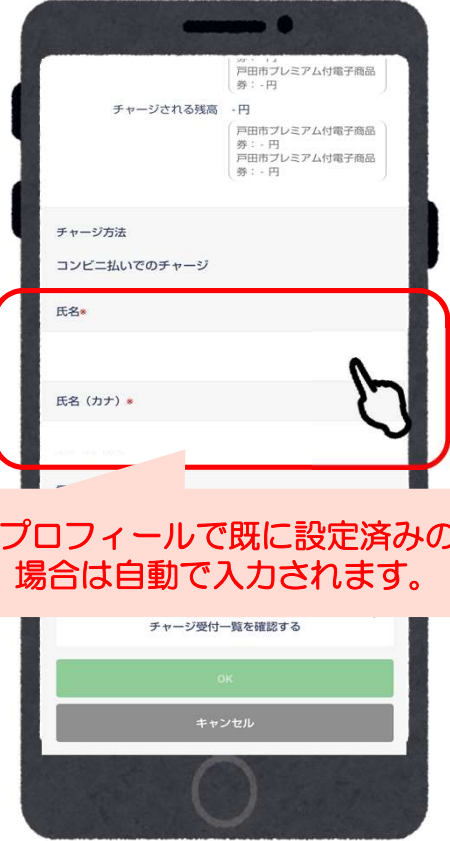 戸田市プレミアム付電子商品
券：- 円
チャージされる残高 - 円
戸田市プレミアム付電子商品
券：- 円
戸田市プレミアム付電子商品
券：- 円
チャージ方法
コンビニ払いでのチャージ
氏名※
氏名（カナ）※
プロフィールで既に設定済みの
場合は自動で入力されます。
チャージ受付一覧を確認する
OK
キャンセル